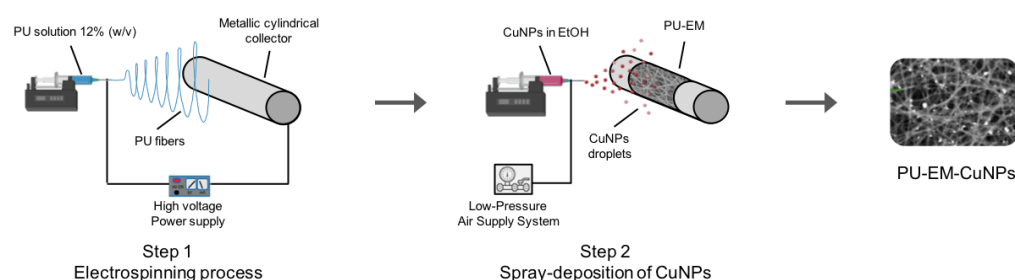 PU solution 12% (w/v)
Metallic cylindrical
collector
PU fibers
High voltage
Power supply
Step 1
Electrospinning process
CuNPs in EtOH
PU-EM
CuNPs
droplets
Low-Pressure
Air Supply System
Step 2
Spray-deposition of CuNPs
PU-EM-CuNPs